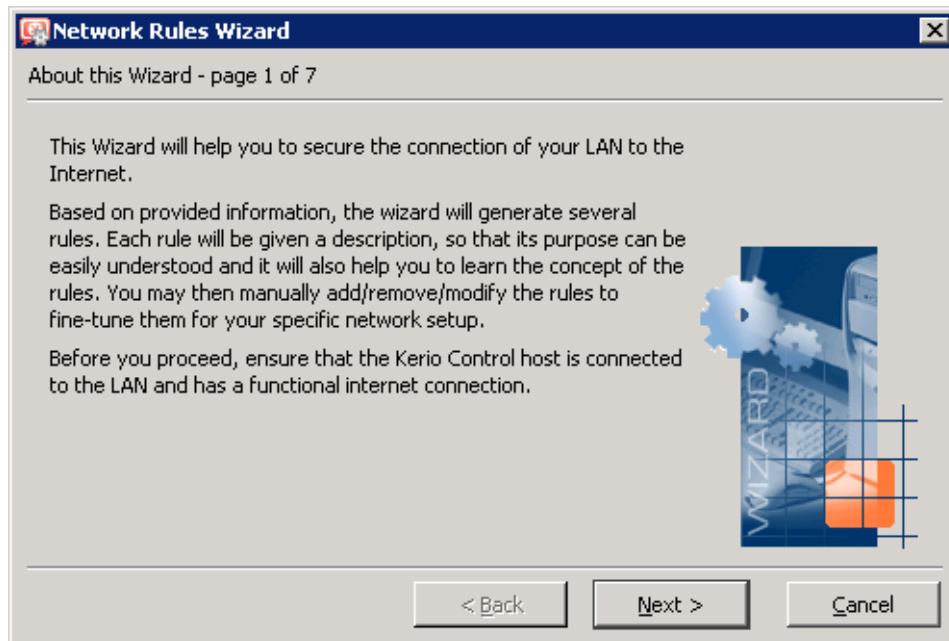 Network Rules Wizard
About this Wizard - page 1 of 7
This Wizard will help you to secure the connection of your LAN to the
Internet.
Based on provided information, the wizard will generate several
rules. Each rule will be given a description, so that its purpose can be
easily understood and it will also help you to learn the concept of the
rules. You may then manually add/remove/modify the rules to
fine-tune them for your specific network setup.
Before you proceed, ensure that the Kerio Control host is connected
to the LAN and has a functional internet connection.
WIZARD
< Back
Next >
Cancel